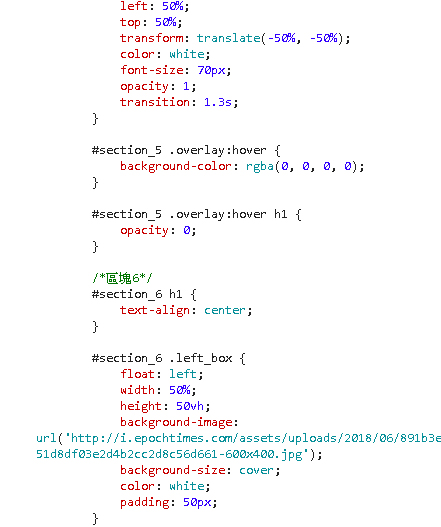 left: 50%;
top: 50%;
transform: translate(-50%, -50%);
color: white;
font-size: 70px;
opacity: 1;
transition: 1.3s;
}
#section_5 .overlay:hover {
background-color: rgba(0, 0, 0, 0);
}
#section_5 .overlay:hover h1 {
opacity: 0;
}
/*區塊6*/
#section_6 h1 {
text-align: center;
}
#section_6 .left_box {
float: left;
width: 50%;
height: 50vh;
background-image:
url('http://i.epochtimes.com/assets/uploads/2018/06/891b3e
51d8df03e2d4b2cc2d8c56d661-600x400.jpg');
background-size: cover;
color: white;
padding: 50px;
}